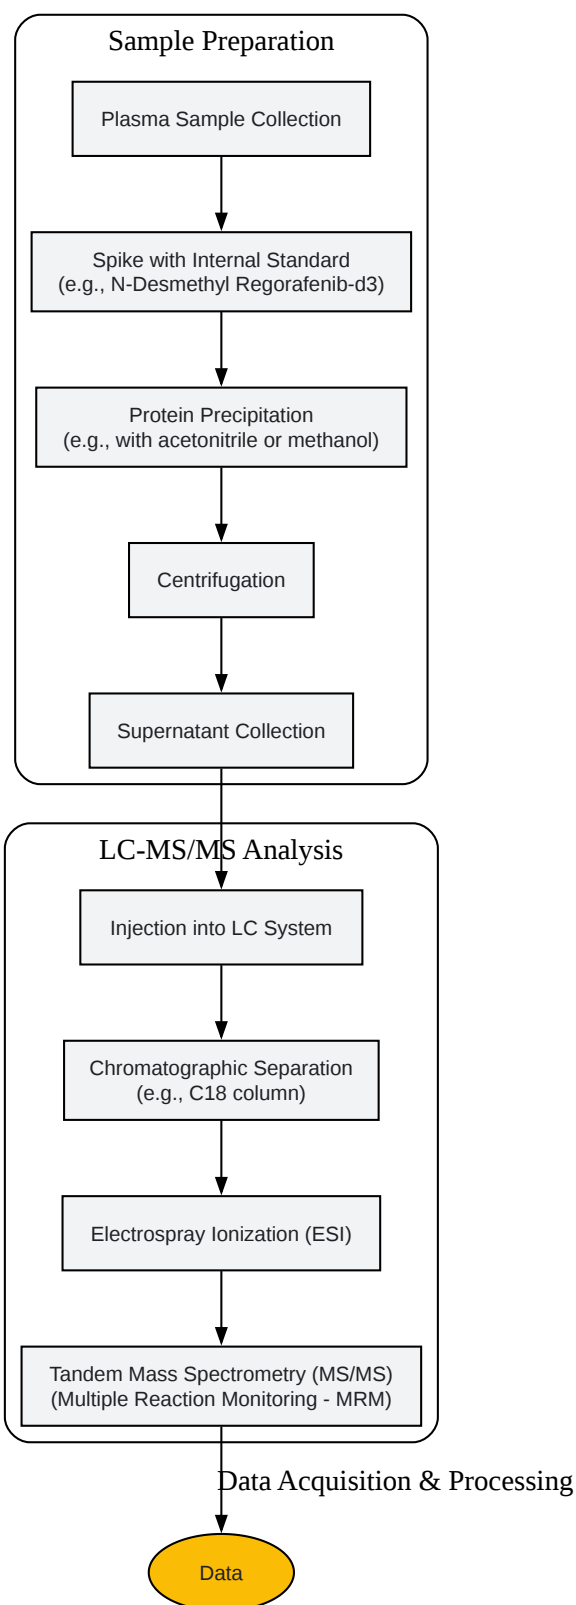 Sample Preparation
Plasma Sample Collection
Spike with Internal Standard
(e.g., N-Desmethyl Regorafenib-d3)
Protein Precipitation
(e.g., with acetonitrile or methanol)
Centrifugation
Supernatant Collection
LC-MS/MS Analysis
Injection into LC System
Chromatographic Separation
(e.g., C18 column)
Electrospray Ionization (ESI)
Tandem Mass Spectrometry (MS/MS)
(Multiple Reaction Monitoring - MRM)
Data Acquisition & Processing
Data